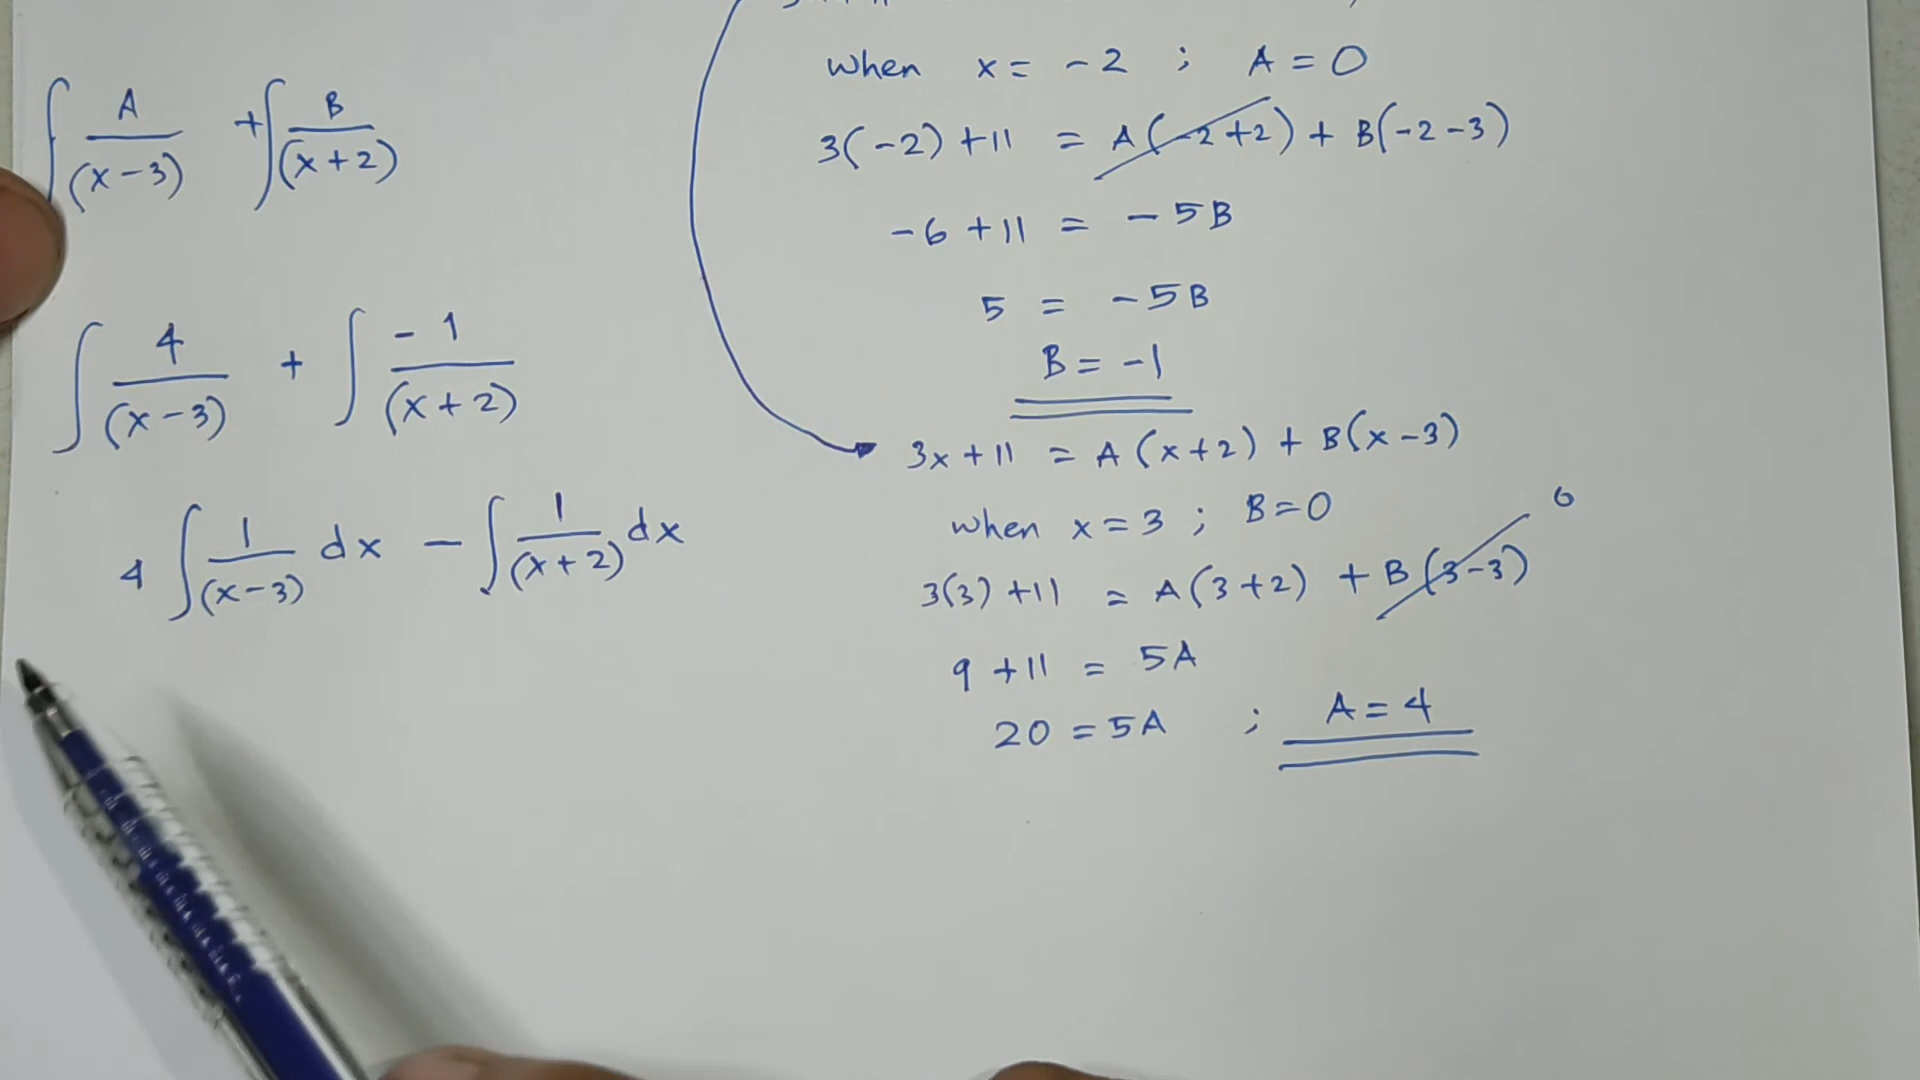 ∫ A/(x-3) + ∫ B/(x+2)
∫ 4/(x-3) + ∫ -1/(x+2)
4 ∫ 1/(x-3) dx - ∫ 1/(x+2) dx
when x = -2 ; A = 0
3(-2) +11 = A(-2+2) + B(-2-3)
-6 +11 = -5B
5 = -5B
B = -1
3x +11 = A(x+2) + B(x-3)
when x = 3 ; B=0
3(3) +11 = A(3+2) + B(3-3) 0
9 +11 = 5A
20 = 5A ; A = 4